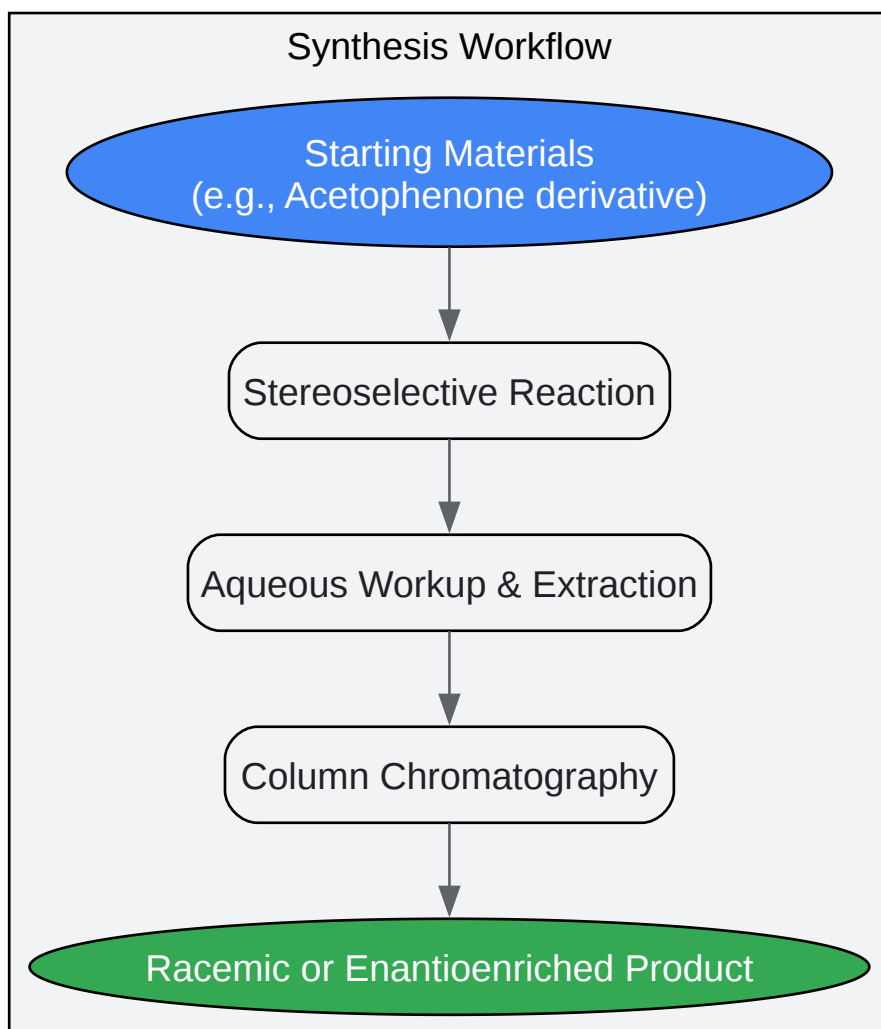 Synthesis Workflow
Starting Materials
(e.g., Acetophenone derivative)
Stereoselective Reaction
Aqueous Workup & Extraction
Column Chromatography
Racemic or Enantioenriched Product